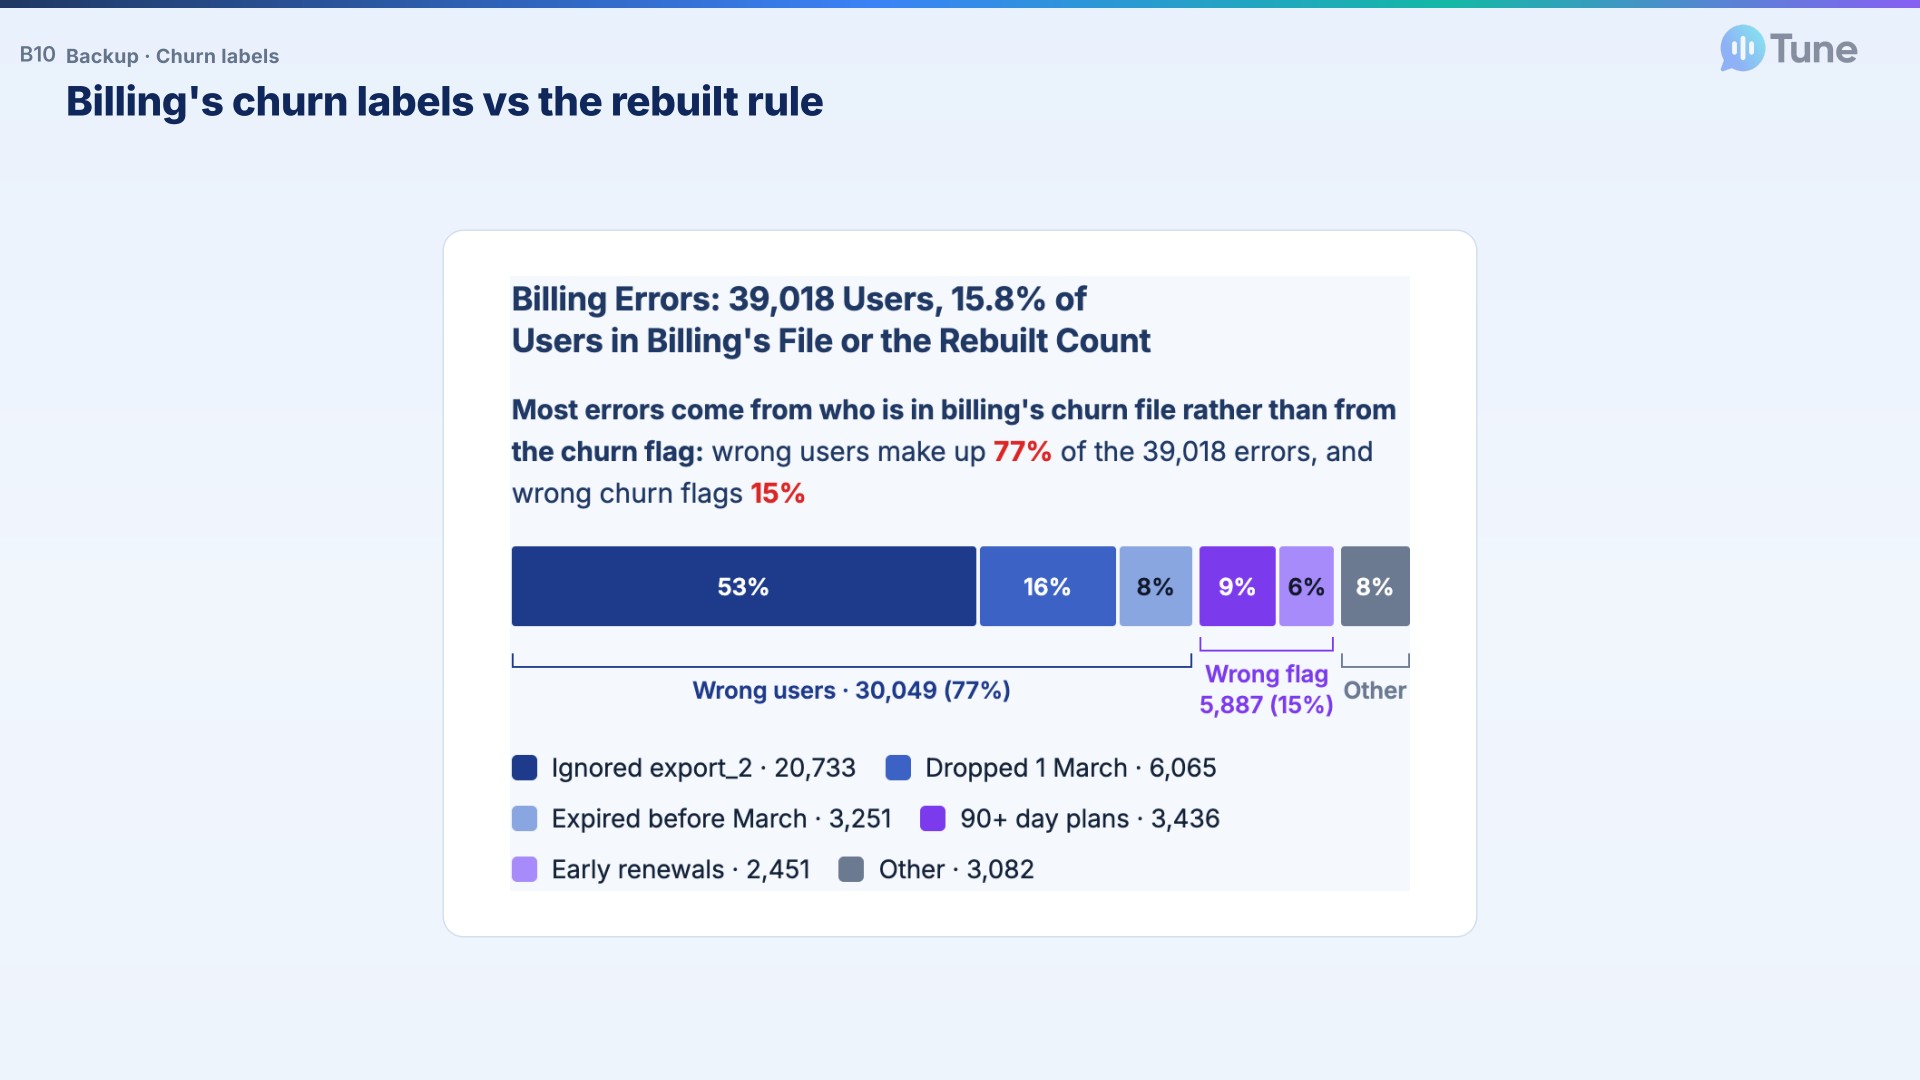 B10 Backup · Churn labels
Tune
Billing's churn labels vs the rebuilt rule
Billing Errors: 39,018 Users, 15.8% of
Users in Billing's File or the Rebuilt Count
Most errors come from who is in billing's churn file rather than from
the churn flag: wrong users make up 77% of the 39,018 errors, and
wrong churn flags 15%
53% 16% 8% 9% 6% 8%
Wrong users · 30,049 (77%)
Wrong flag
5,887 (15%)
Other
Ignored export_2 · 20,733 Dropped 1 March · 6,065
Expired before March · 3,251 90+ day plans · 3,436
Early renewals · 2,451 Other · 3,082